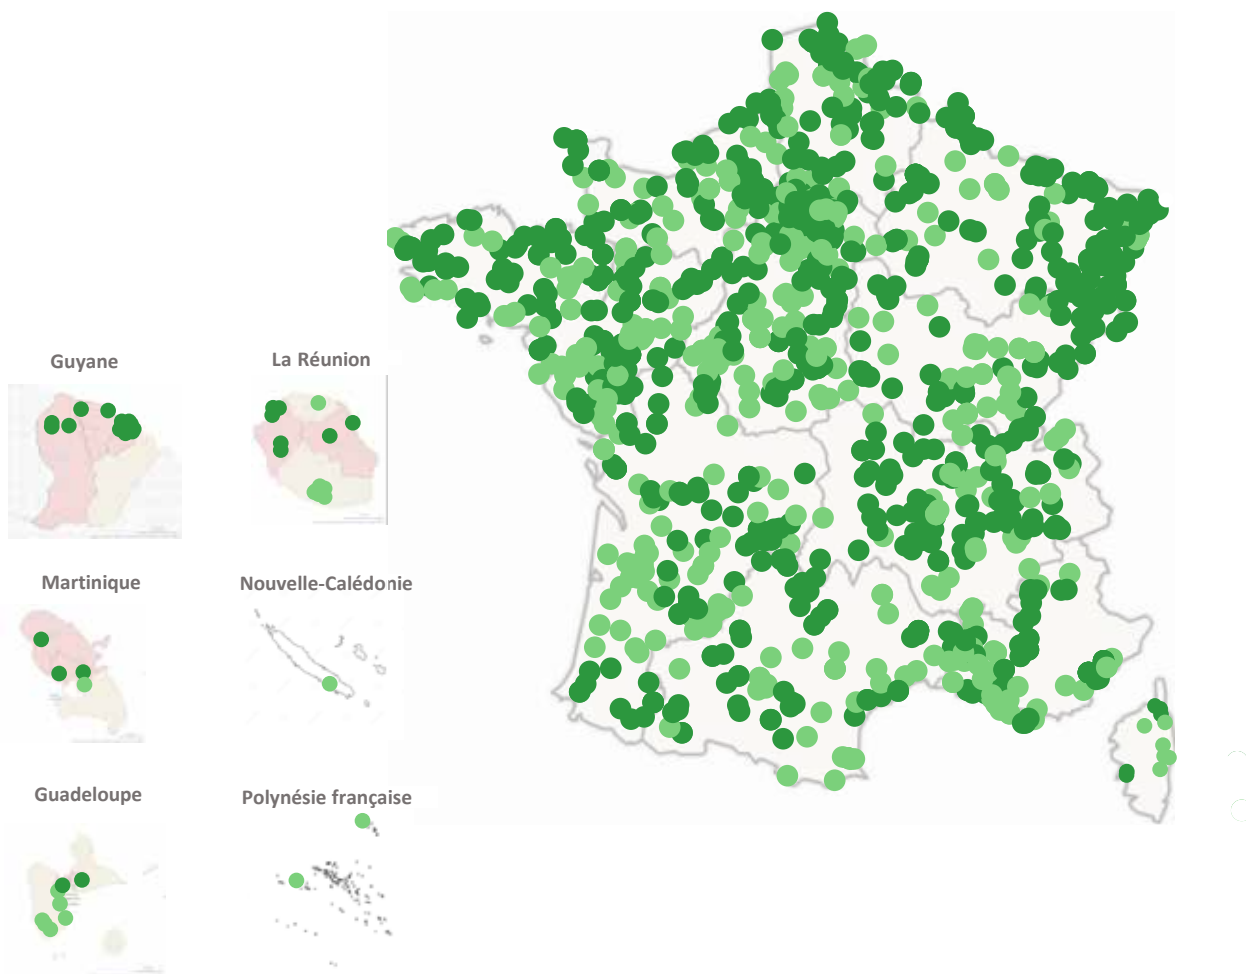 Guyane
La Réunion
Martinique
Nouvelle-Calédonie
Guadeloupe
Polynésie française